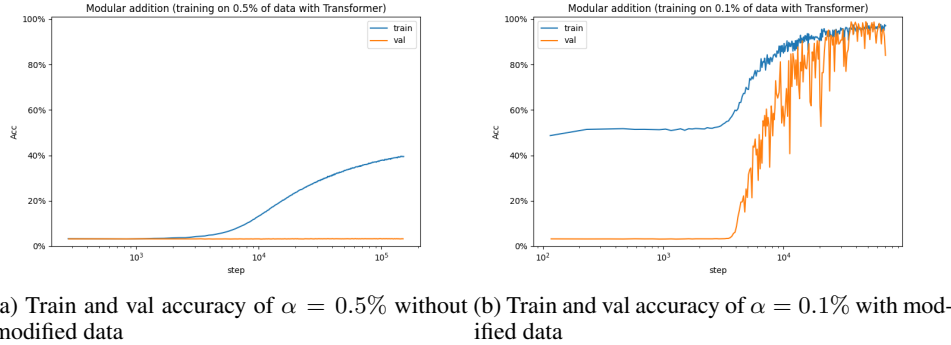 Modular addition (training on 0.5% of data with Transformer)
100%
80%
60%
40%
20%
0%
Acc
train
val
10³
10⁴
10⁵
step
Modular addition (training on 0.1% of data with Transformer)
100%
80%
60%
40%
20%
0%
Acc
train
val
10²
10³
10⁴
step
a) Train and val accuracy of α = 0.5% without
modified data
(b) Train and val accuracy of α = 0.1% with mod-
ified data